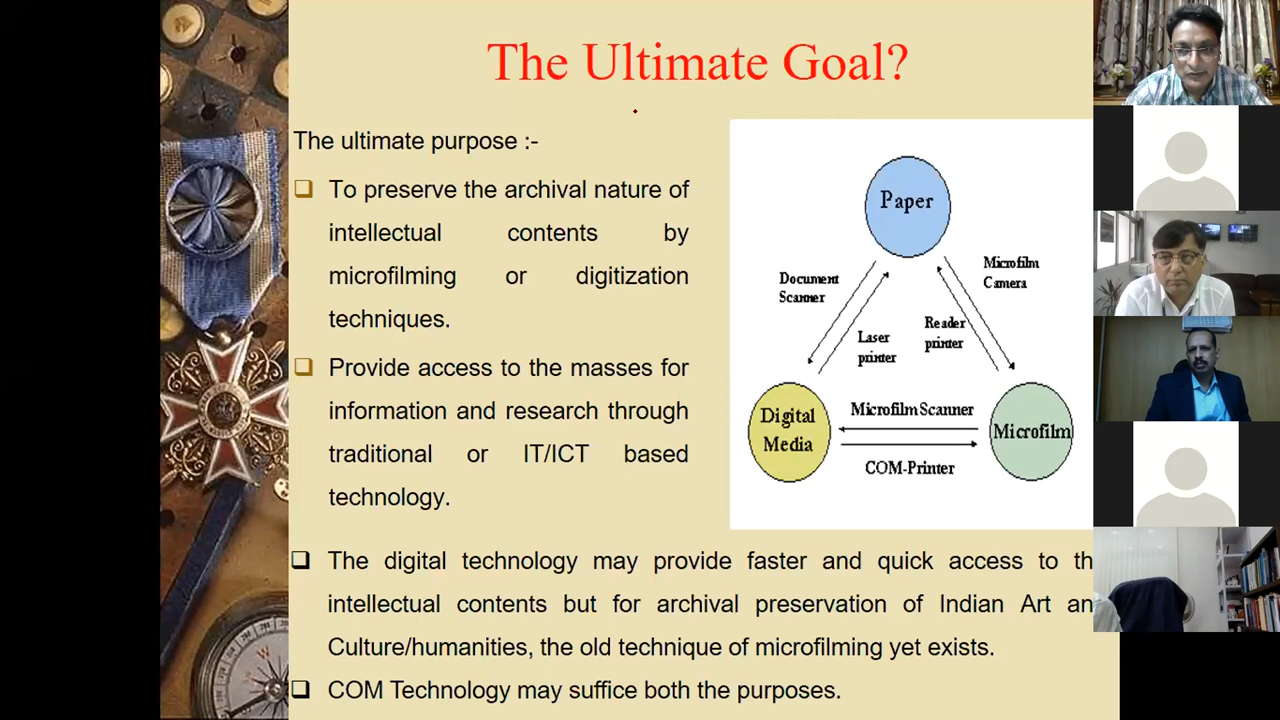 The Ultimate Goal?
The ultimate purpose :-
To preserve the archival nature of
intellectual contents by
microfilming or digitization
techniques.
Provide access to the masses for
information and research through
traditional or IT/ICT based
technology.
Paper
Document
Scanner
Microfilm
Camera
Laser
printer
Reader
printer
Digital
Media
Microfilm Scanner
COM-Printer
Microfilm
The digital technology may provide faster and quick access to th
intellectual contents but for archival preservation of Indian Art an
Culture/humanities, the old technique of microfilming yet exists.
COM Technology may suffice both the purposes.